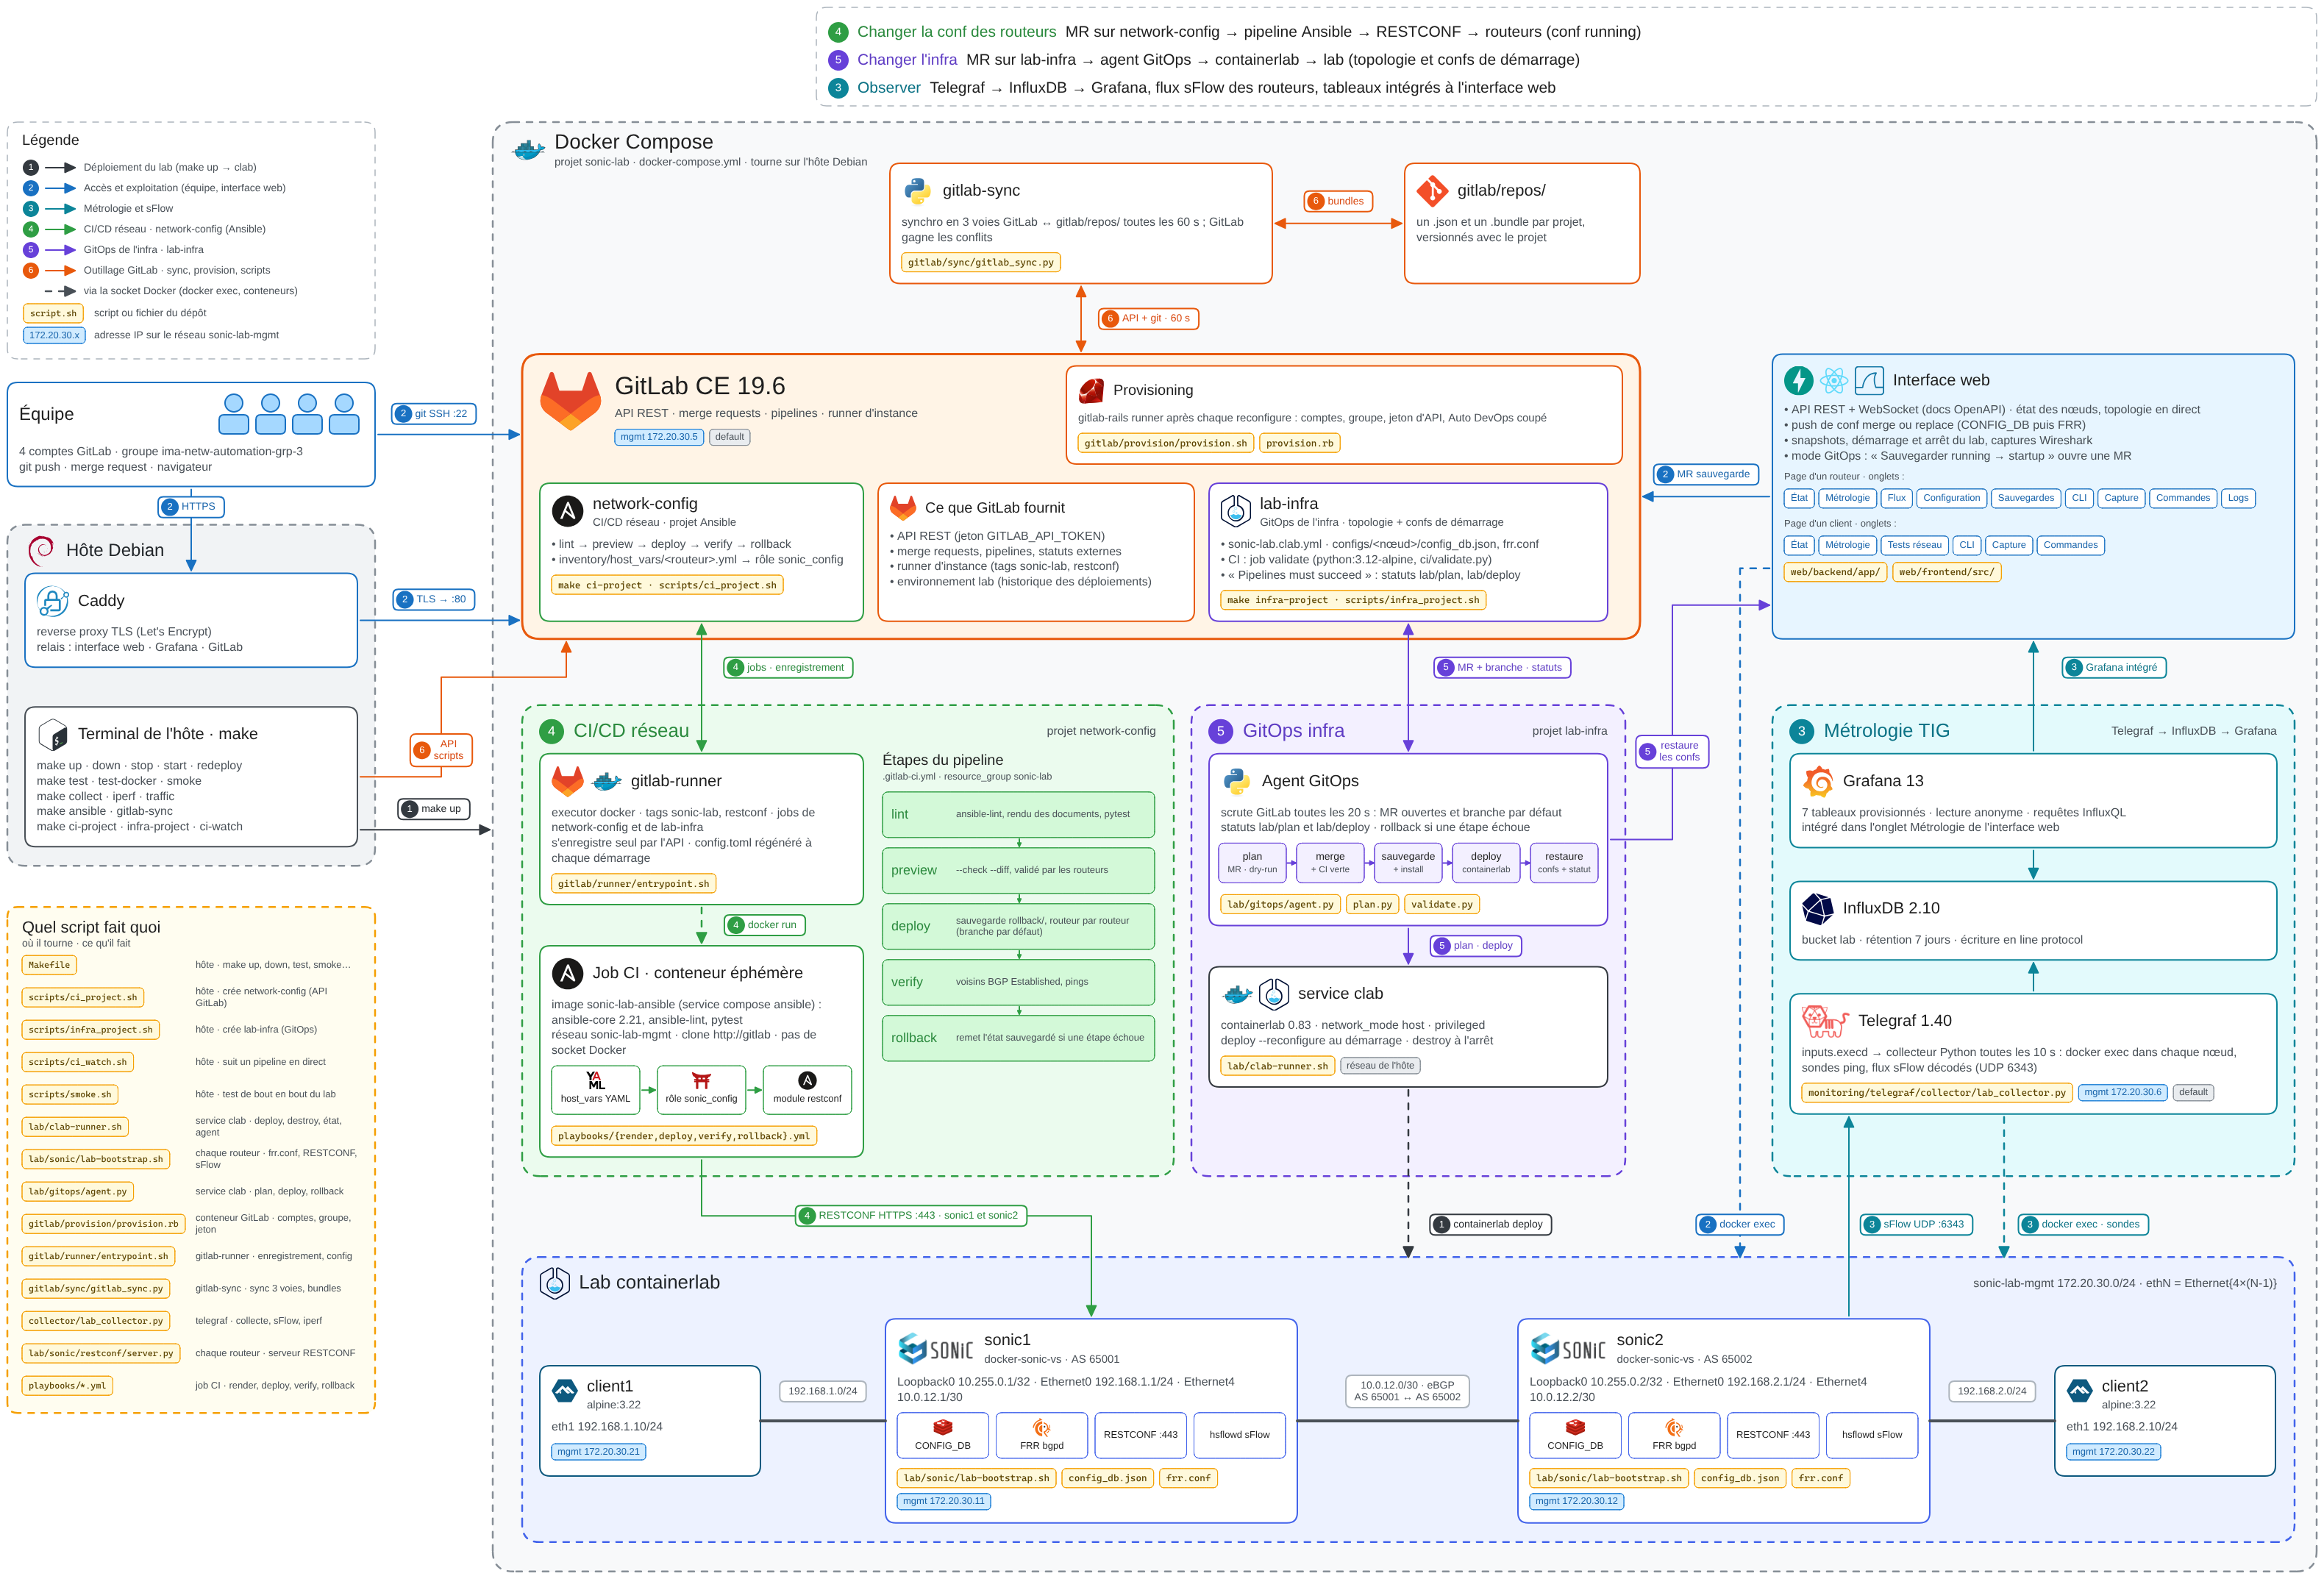 4 Changer la conf des routeurs MR sur network-config → pipeline Ansible → RESTCONF → routeurs (conf running)
5 Changer l'infra MR sur lab-infra → agent GitOps → containerlab → lab (topologie et confs de démarrage)
3 Observer Telegraf → InfluxDB → Grafana, flux sFlow des routeurs, tableaux intégrés à l'interface web
Légende
1 Déploiement du lab (make up → clab)
2 Accès et exploitation (équipe, interface web)
3 Métrologie et sFlow
4 CI/CD réseau · network-config (Ansible)
5 GitOps de l'infra · lab-infra
6 Outillage GitLab · sync, provision, scripts
via la socket Docker (docker exec, conteneurs)
script.sh script ou fichier du dépôt
172.20.30.x adresse IP sur le réseau sonic-lab-mgmt
Équipe
4 comptes GitLab · groupe ima-netw-automation-grp-3
git push · merge request · navigateur
2 git SSH :22
2 HTTPS
Hôte Debian
Caddy
reverse proxy TLS (Let's Encrypt)
relais : interface web · Grafana · GitLab
2 TLS → :80
Terminal de l'hôte · make
make up · down · stop · start · redeploy
make test · test-docker · smoke
make collect · iperf · traffic
make ansible · gitlab-sync
make ci-project · infra-project · ci-watch
6 API
scripts
1 make up
Quel script fait quoi
où il tourne · ce qu'il fait
Makefile hôte · make up, down, test, smoke…
scripts/ci_project.sh hôte · crée network-config (API
GitLab)
scripts/infra_project.sh hôte · crée lab-infra (GitOps)
scripts/ci_watch.sh hôte · suit un pipeline en direct
scripts/smoke.sh hôte · test de bout en bout du lab
lab/clab-runner.sh service clab · deploy, destroy, état,
agent
lab/sonic/lab-bootstrap.sh chaque routeur · frr.conf, RESTCONF,
sFlow
lab/gitops/agent.py service clab · plan, deploy, rollback
gitlab/provision/provision.rb conteneur GitLab · comptes, groupe,
jeton
gitlab/runner/entrypoint.sh gitlab-runner · enregistrement, config
gitlab/sync/gitlab_sync.py gitlab-sync · sync 3 voies, bundles
collector/lab_collector.py telegraf · collecte, sFlow, iperf
lab/sonic/restconf/server.py chaque routeur · serveur RESTCONF
playbooks/*.yml job CI · render, deploy, verify, rollback
Docker Compose
projet sonic-lab · docker-compose.yml · tourne sur l'hôte Debian
gitlab-sync
synchro en 3 voies GitLab ↔ gitlab/repos/ toutes les 60 s ; GitLab
gagne les conflits
gitlab/sync/gitlab_sync.py
6 bundles
gitlab/repos/
un .json et un .bundle par projet,
versionnés avec le projet
6 API + git · 60 s
GitLab CE 19.6
API REST · merge requests · pipelines · runner d'instance
mgmt 172.20.30.5 default
Provisioning
gitlab-rails runner après chaque reconfigure : comptes, groupe, jeton d'API, Auto DevOps coupé
gitlab/provision/provision.sh provision.rb
network-config
CI/CD réseau · projet Ansible
• lint → preview → deploy → verify → rollback
• inventory/host_vars/<routeur>.yml → rôle sonic_config
make ci-project · scripts/ci_project.sh
Ce que GitLab fournit
• API REST (jeton GITLAB_API_TOKEN)
• merge requests, pipelines, statuts externes
• runner d'instance (tags sonic-lab, restconf)
• environnement lab (historique des déploiements)
lab-infra
GitOps de l'infra · topologie + confs de démarrage
• sonic-lab.clab.yml · configs/<nœud>/config_db.json, frr.conf
• CI : job validate (python:3.12-alpine, ci/validate.py)
• « Pipelines must succeed » : statuts lab/plan, lab/deploy
make infra-project · scripts/infra_project.sh
2 MR sauvegarde
Interface web
• API REST + WebSocket (docs OpenAPI) · état des nœuds, topologie en direct
• push de conf merge ou replace (CONFIG_DB puis FRR)
• snapshots, démarrage et arrêt du lab, captures Wireshark
• mode GitOps : « Sauvegarder running → startup » ouvre une MR
Page d'un routeur · onglets :
État Métrologie Flux Configuration Sauvegardes CLI Capture Commandes Logs
Page d'un client · onglets :
État Métrologie Tests réseau CLI Capture Commandes
web/backend/app/ web/frontend/src/
4 jobs · enregistrement
5 MR + branche · statuts
3 Grafana intégré
4 CI/CD réseau projet network-config
gitlab-runner
executor docker · tags sonic-lab, restconf · jobs de
network-config et de lab-infra
s'enregistre seul par l'API · config.toml régénéré à
chaque démarrage
gitlab/runner/entrypoint.sh
4 docker run
Job CI · conteneur éphémère
image sonic-lab-ansible (service compose ansible) :
ansible-core 2.21, ansible-lint, pytest
réseau sonic-lab-mgmt · clone http://gitlab · pas de
socket Docker
YAML
host_vars YAML rôle sonic_config module restconf
playbooks/{render,deploy,verify,rollback}.yml
Étapes du pipeline
.gitlab-ci.yml · resource_group sonic-lab
lint ansible-lint, rendu des documents, pytest
preview --check --diff, validé par les routeurs
deploy sauvegarde rollback/, routeur par routeur
(branche par défaut)
verify voisins BGP Established, pings
rollback remet l'état sauvegardé si une étape échoue
5 GitOps infra projet lab-infra
Agent GitOps
scrute GitLab toutes les 20 s : MR ouvertes et branche par défaut
statuts lab/plan et lab/deploy · rollback si une étape échoue
plan merge sauvegarde deploy restaure
MR · dry-run + CI verte + install containerlab confs + statut
lab/gitops/agent.py plan.py validate.py
5 restaure
les confs
5 plan · deploy
service clab
containerlab 0.83 · network_mode host · privileged
deploy --reconfigure au démarrage · destroy à l'arrêt
lab/clab-runner.sh réseau de l'hôte
3 Métrologie TIG Telegraf → InfluxDB → Grafana
Grafana 13
7 tableaux provisionnés · lecture anonyme · requêtes InfluxQL
intégré dans l'onglet Métrologie de l'interface web
InfluxDB 2.10
bucket lab · rétention 7 jours · écriture en line protocol
Telegraf 1.40
inputs.execd → collecteur Python toutes les 10 s : docker exec dans chaque nœud,
sondes ping, flux sFlow décodés (UDP 6343)
monitoring/telegraf/collector/lab_collector.py mgmt 172.20.30.6 default
4 RESTCONF HTTPS :443 · sonic1 et sonic2
1 containerlab deploy
2 docker exec
3 sFlow UDP :6343
3 docker exec · sondes
Lab containerlab sonic-lab-mgmt 172.20.30.0/24 · ethN = Ethernet{4×(N-1)}
client1
alpine:3.22
eth1 192.168.1.10/24
mgmt 172.20.30.21
192.168.1.0/24
SONiC
sonic1
docker-sonic-vs · AS 65001
Loopback0 10.255.0.1/32 · Ethernet0 192.168.1.1/24 · Ethernet4
10.0.12.1/30
CONFIG_DB FRR bgpd RESTCONF :443 hsflowd sFlow
lab/sonic/lab-bootstrap.sh config_db.json frr.conf
mgmt 172.20.30.11
10.0.12.0/30 · eBGP
AS 65001 ↔ AS 65002
SONiC
sonic2
docker-sonic-vs · AS 65002
Loopback0 10.255.0.2/32 · Ethernet0 192.168.2.1/24 · Ethernet4
10.0.12.2/30
CONFIG_DB FRR bgpd RESTCONF :443 hsflowd sFlow
lab/sonic/lab-bootstrap.sh config_db.json frr.conf
mgmt 172.20.30.12
192.168.2.0/24
client2
alpine:3.22
eth1 192.168.2.10/24
mgmt 172.20.30.22